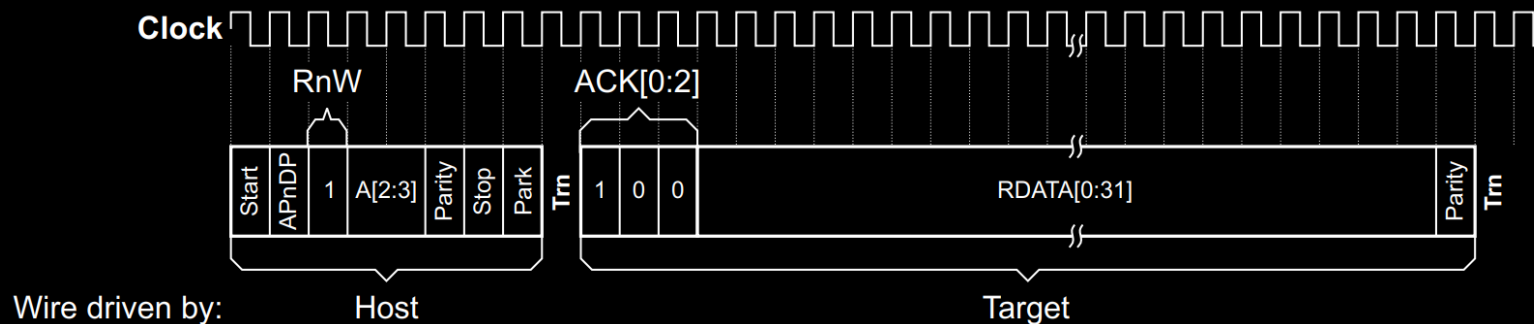 Clock
RnW
ACK[0:2]
Start
APnDP
1
A[2:3]
Parity
Stop
Park
Trn
1
0
0
RDATA[0:31]
Parity
Trn
Wire driven by:
Host
Target